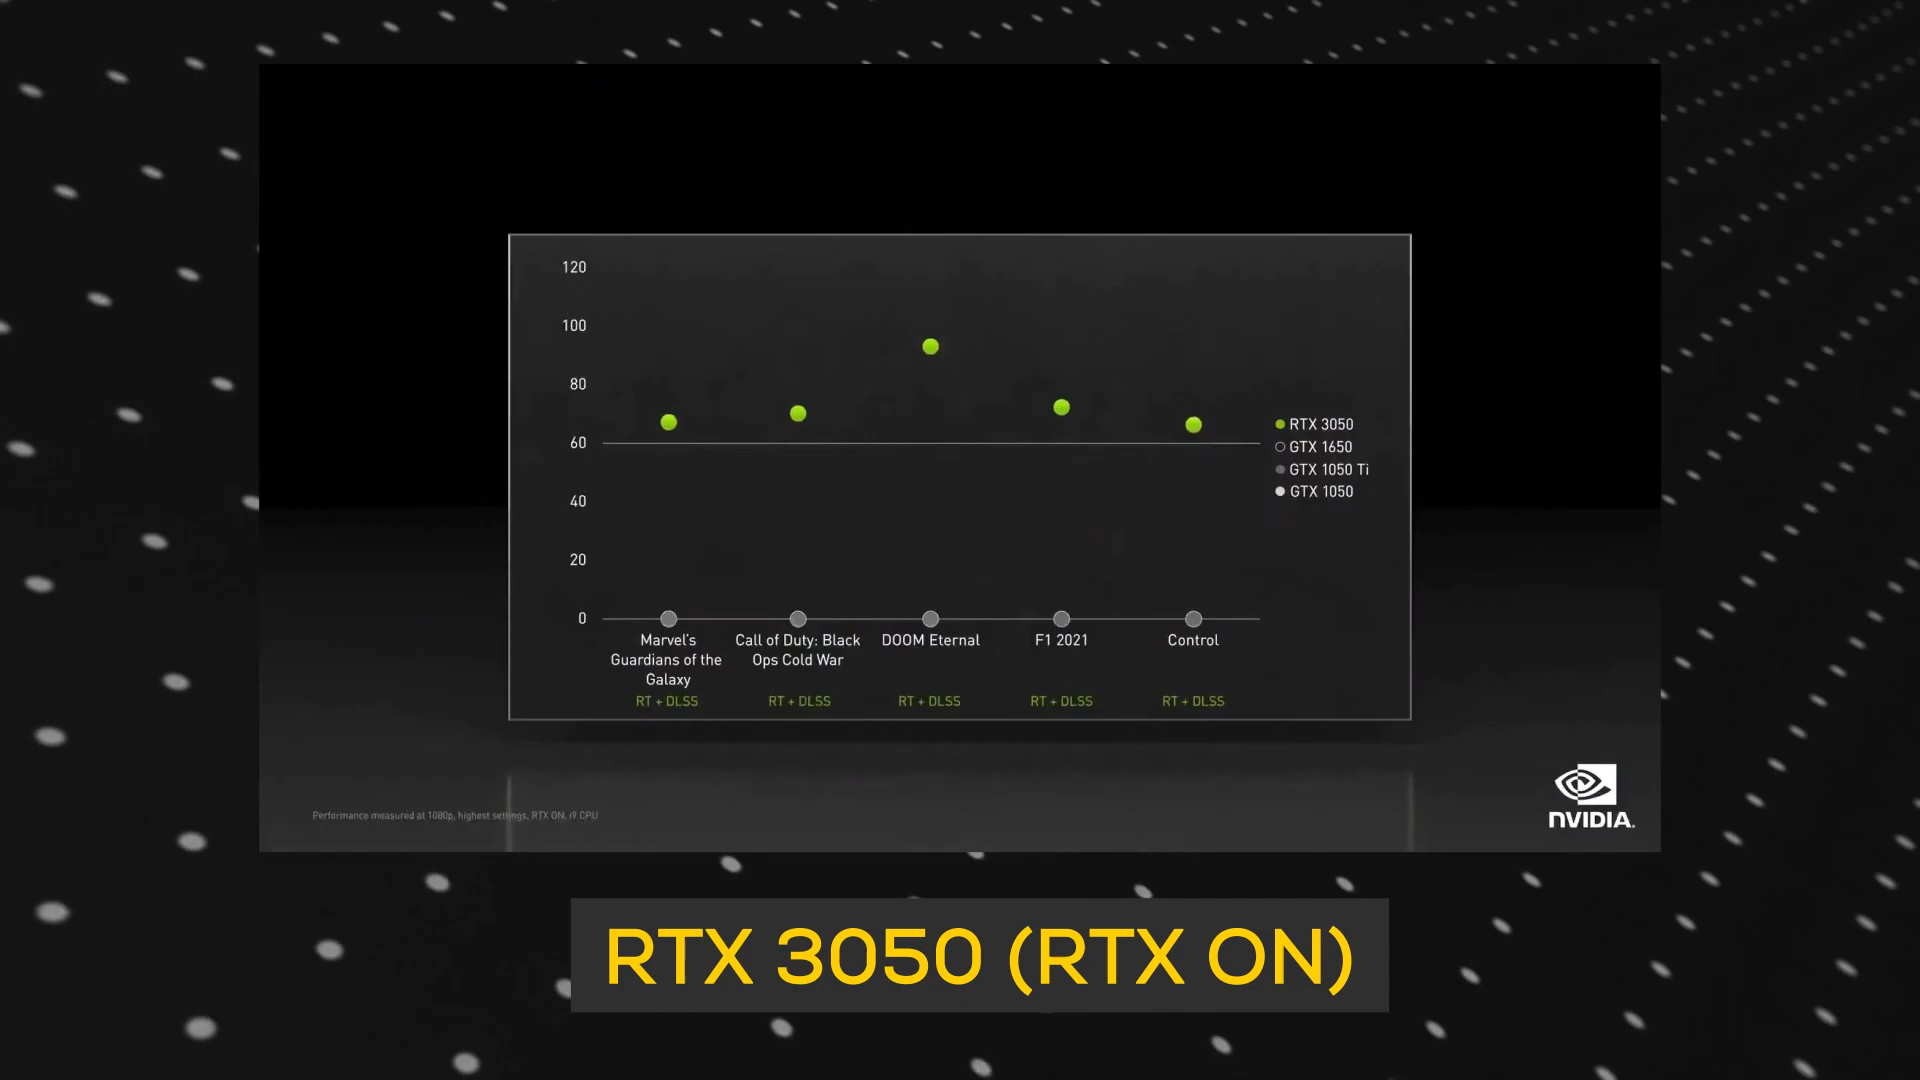 120
100
80
60
40
20
0
RTX 3050
GTX 1650
GTX 1050 Ti
GTX 1050
Marvel's Guardians of the Galaxy
Call of Duty: Black Ops Cold War
DOOM Eternal
F1 2021
Control
RT + DLSS
RT + DLSS
RT + DLSS
RT + DLSS
RT + DLSS
Performance measured at 1080p, highest settings, RTX ON, i9 CPU
NVIDIA.
RTX 3050 (RTX ON)